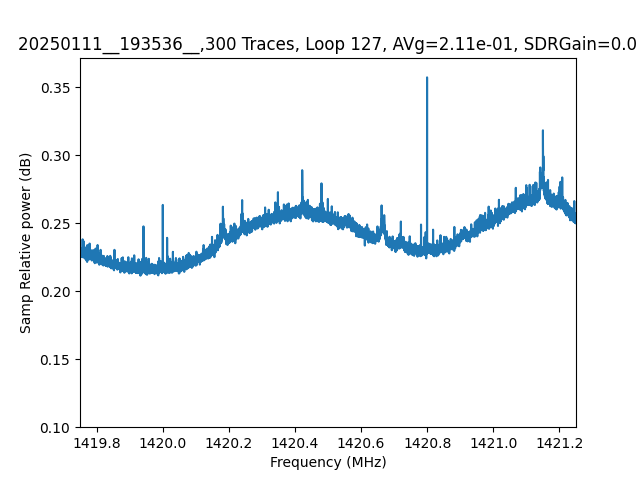 20250111__193536__,300 Traces, Loop 127, AVg=2.11e-01, SDRGain=0.0
0.35
0.30
0.25
0.20
0.15
0.10
Samp Relative power (dB)
1419.8 1420.0 1420.2 1420.4 1420.6 1420.8 1421.0 1421.2
Frequency (MHz)